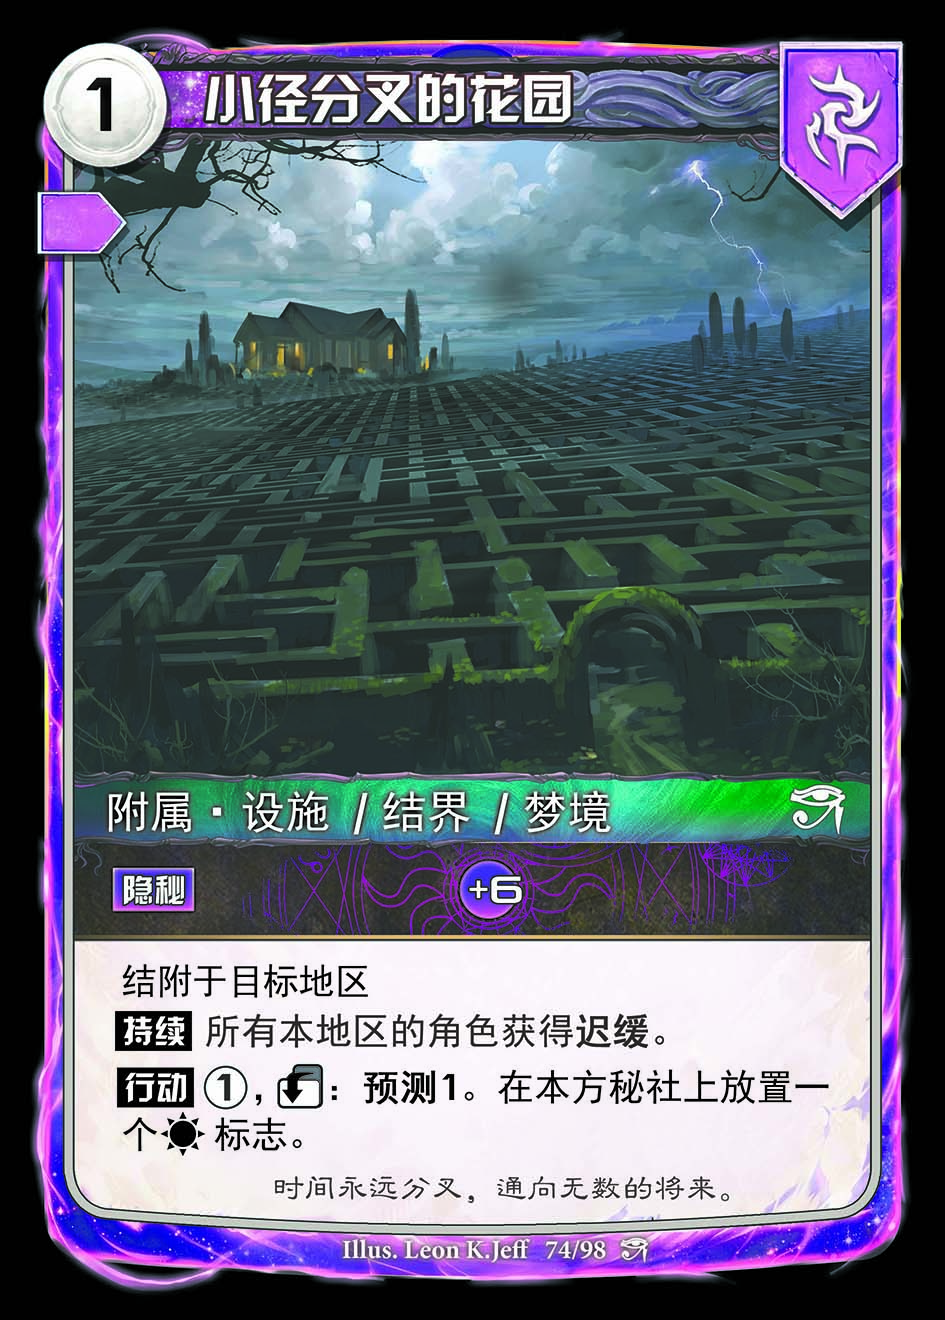 1
小径分叉的花园
附属·设施 / 结界 / 梦境
隐秘
+6
结附于目标地区
持续 所有本地区的角色获得迟缓。
行动 1，：预测1。在本方秘社上放置一
个 标志。
时间永远分叉，通向无数的将来。
Illus. Leon K.Jeff 74/98